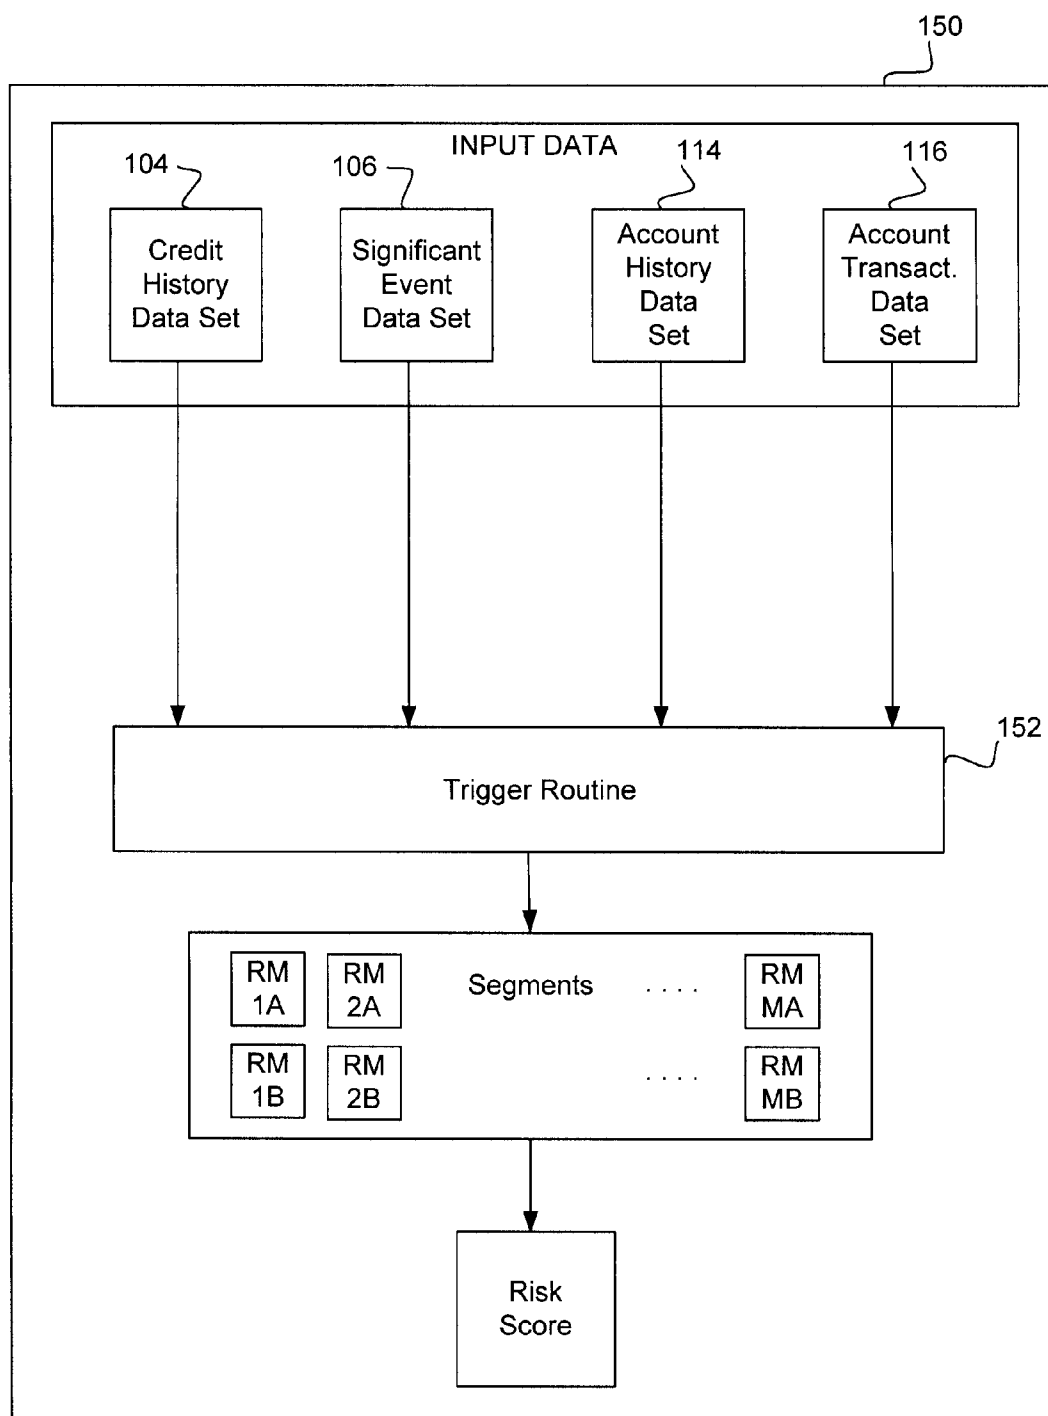 150
INPUT DATA
104
106
114
116
Credit
History
Data Set
Significant
Event
Data Set
Account
History
Data
Set
Account
Transact.
Data
Set
152
Trigger Routine
RM
1A
RM
2A
Segments
. . . .
RM
MA
RM
1B
RM
2B
. . . .
RM
MB
Risk
Score